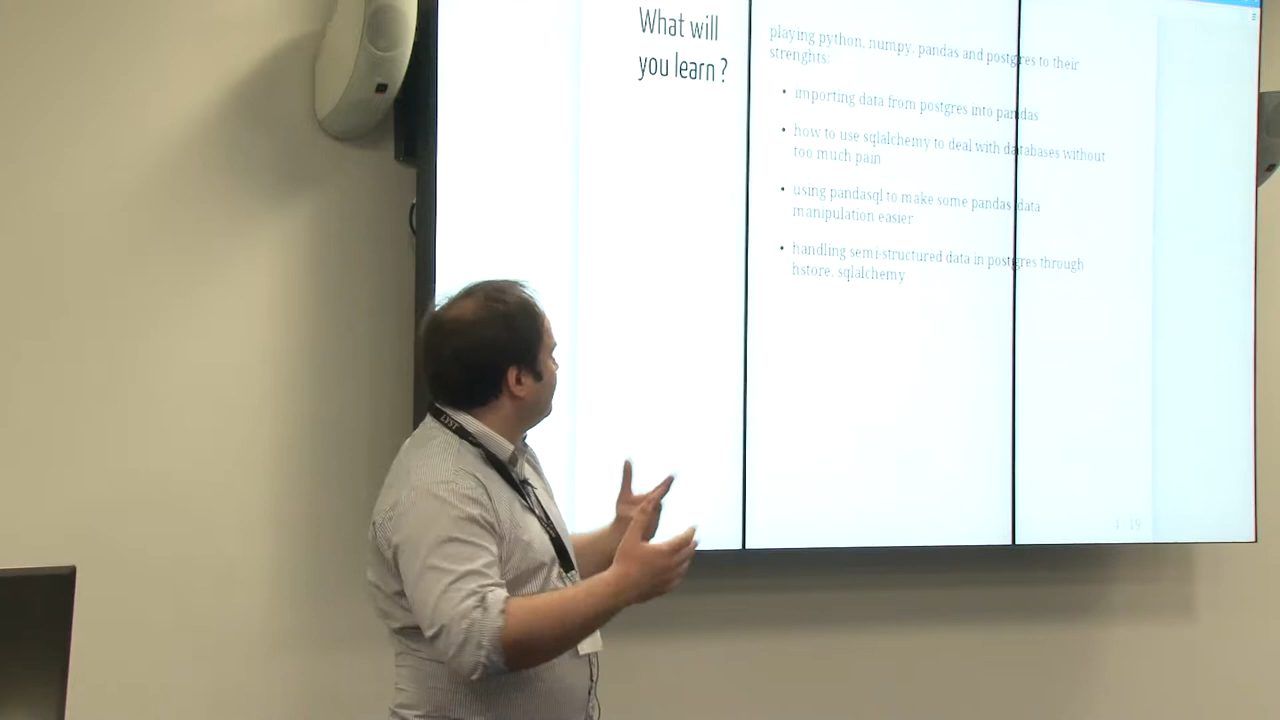 What will
you learn ?
playing python, numpy, pandas and postgres to their
strenghts:
• importing data from postgres into pandas
• how to use sqlalchemy to deal with databases without
too much pain
• using pandasql to make some pandas data
manipulation easier
• handling semi-structured data in postgres through
hstore, sqlalchemy
LYST